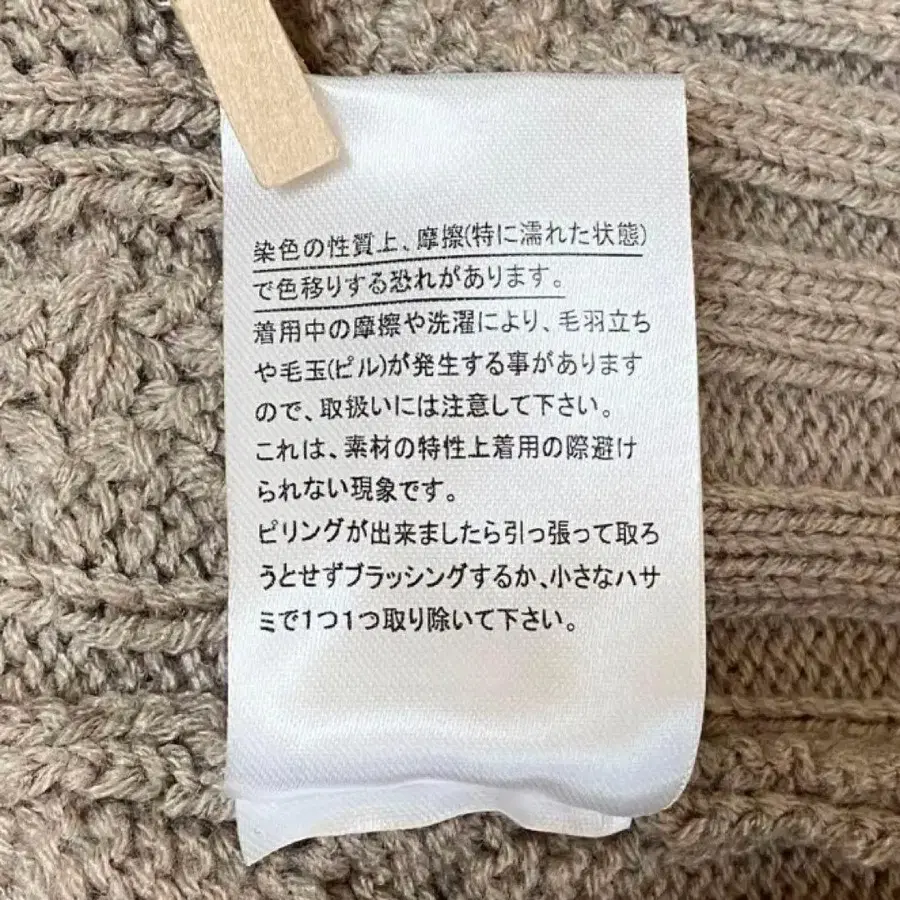 染色の性質上、摩擦(特に濡れた状態)
で色移りする恐れがあります。
着用中の摩擦や洗濯により、毛羽立ち
や毛玉(ピル)が発生する事があります
ので、取扱いには注意して下さい。
これは、素材の特性上着用の際避け
られない現象です。
ピリングが出来ましたら引っ張って取ろ
うとせずブラッシングするか、小さなハサ
ミで1つ1つ取り除いて下さい。